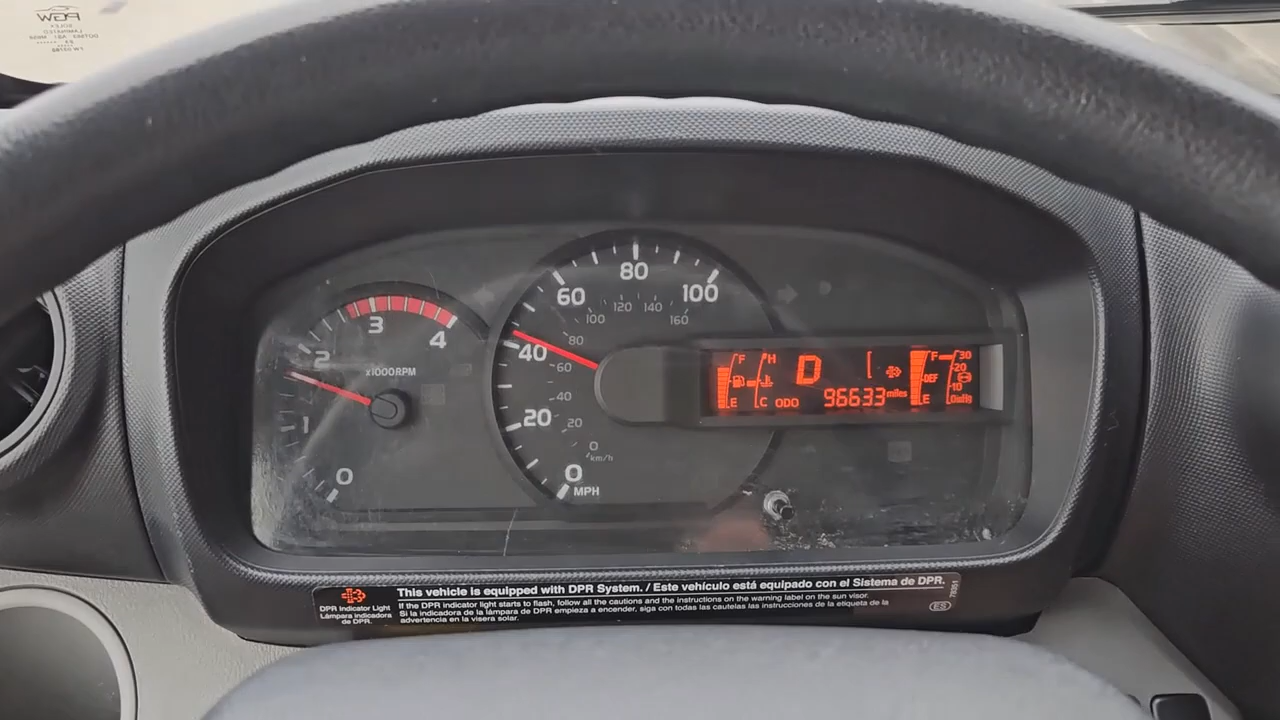 PGW
SOLEX
LAMINATED
80
60
100
120
140
100
160
3
4
2
x1000RPM
80
40
60
1
40
20
20
0
0
km/h
0
MPH
F
H
D
F
30
20
DEF
10
E
C
ODO
96633 miles
E
0inHg
This vehicle is equipped with DPR System. / Este vehículo está equipado con el Sistema de DPR.
If the DPR indicator light starts to flash, follow all the cautions and the instructions on the warning label on the sun visor.
Si la indicadora de la lámpara de DPR empieza a encender, siga con todas las cautelas las instrucciones de la etiqueta de la
advertencia en la visera solar.
DPR Indicator Light
Lámpara indicadora
de DPR.
ES